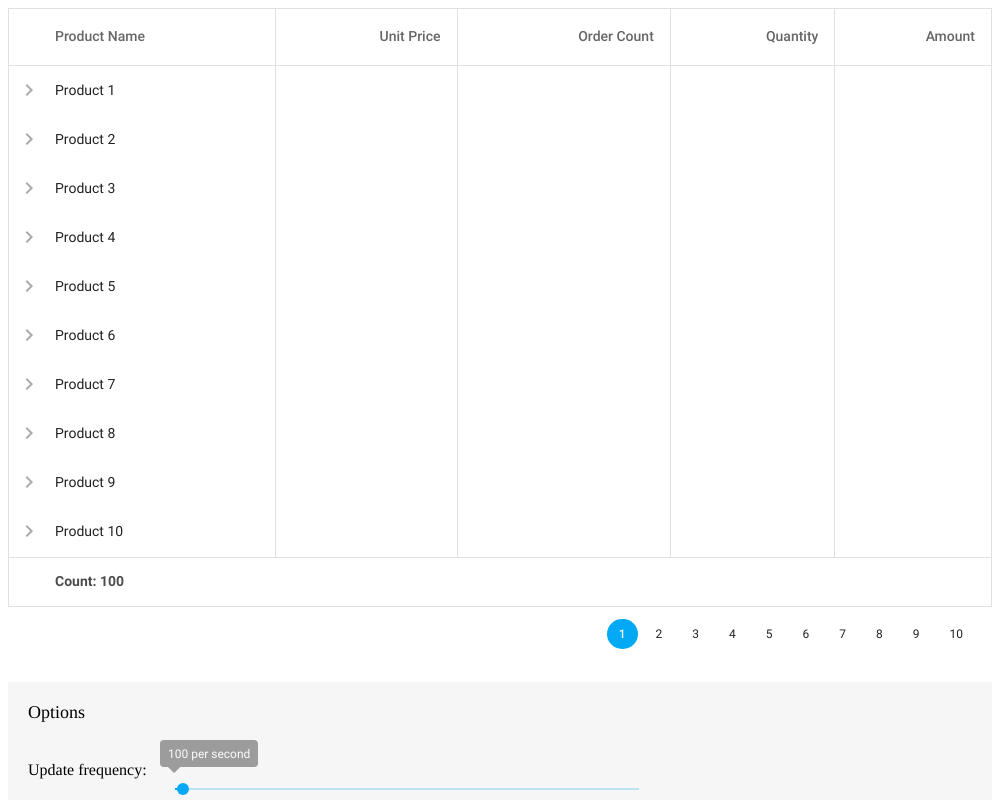 Product Name Unit Price Order Count Quantity Amount
Product 1
Product 2
Product 3
Product 4
Product 5
Product 6
Product 7
Product 8
Product 9
Product 10
Count: 100
1 2 3 4 5 6 7 8 9 10
Options
100 per second
Update frequency: